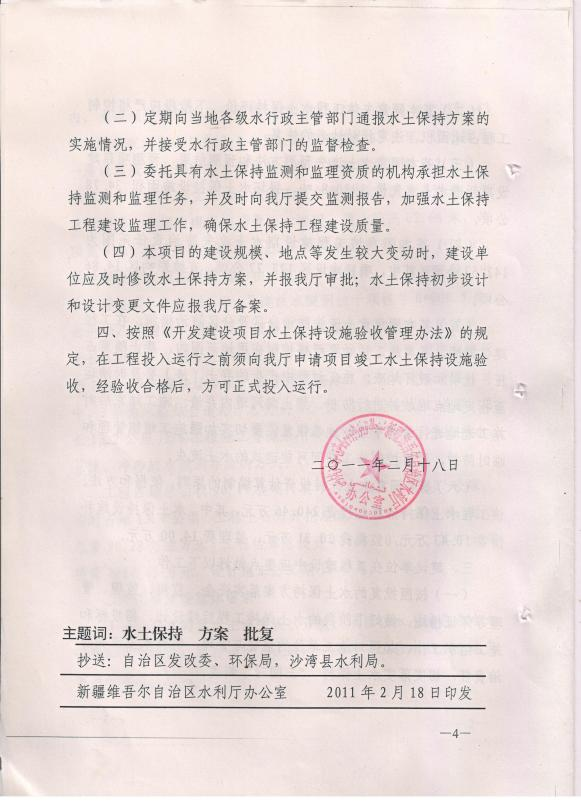 （二）定期向当地各级水行政主管部门通报水土保持方案的
实施情况，并接受水行政主管部门的监督检查。
（三）委托具有水土保持监测和监理资质的机构承担水土保
持监测和监理任务，并及时向我厅提交监测报告，加强水土保持
工程建设监理工作，确保水土保持工程建设质量。
（四）本项目的建设规模、地点等发生较大变动时，建设单
位应及时修改水土保持方案，并报我厅审批；水土保持初步设计
和设计变更文件应报我厅备案。
四、按照《开发建设项目水土保持设施验收管理办法》的规
定，在工程投入运行之前须向我厅申请项目竣工水土保持设施验
收，经验收合格后，方可正式投入运行。
二〇一一年二月十八日
办公室
主题词：水土保持 方案 批复
抄送：自治区发改委、环保局，沙湾县水利局。
新疆维吾尔自治区水利厅办公室 2011年2月18日印发
—4—